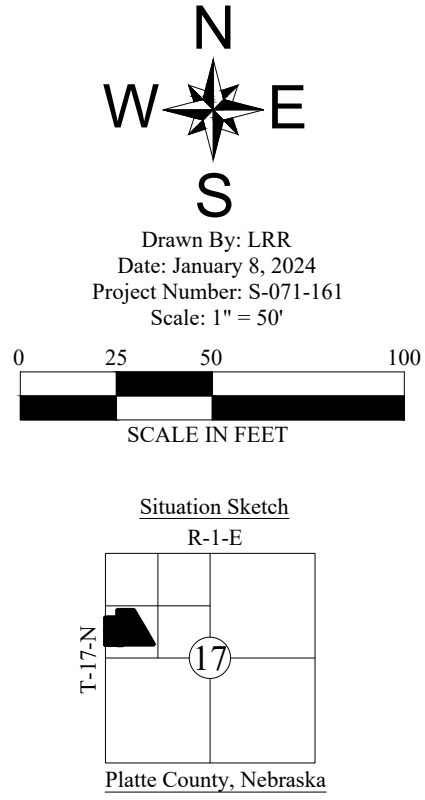 N
W E
S
Drawn By: LRR
Date: January 8, 2024
Project Number: S-071-161
Scale: 1" = 50'
0 25 50 100
SCALE IN FEET
Situation Sketch
R-1-E
T-17-N
17
Platte County, Nebraska